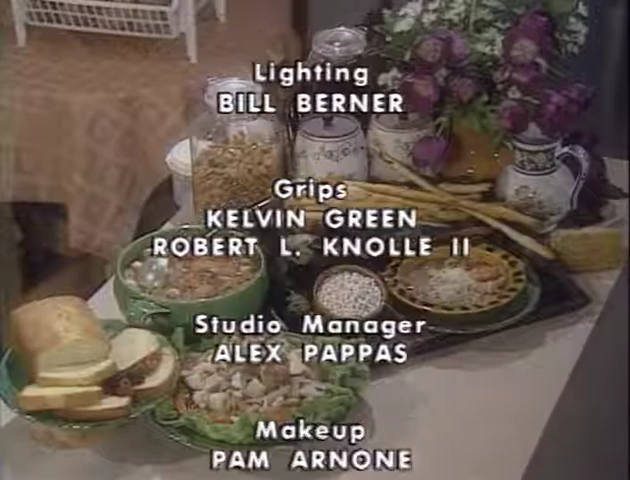 Lighting
BILL BERNER
Grips
KELVIN GREEN
ROBERT L. KNOLLE II
Studio Manager
ALEX PAPPAS
Makeup
PAM ARNONE